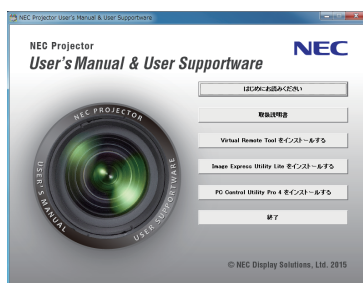 NEC Projector User's Manual & User Supportware
NEC Projector
NEC
User's Manual & User Supportware
はじめにお読みください
取扱説明書
Virtual Remote Tool をインストールする
Image Express Utility Lite をインストールする
PC Control Utility Pro 4 をインストールする
終了
NEC PROJECTOR
USER'S MANUAL
USER SUPPORTWARE
© NEC Display Solutions, Ltd. 2015